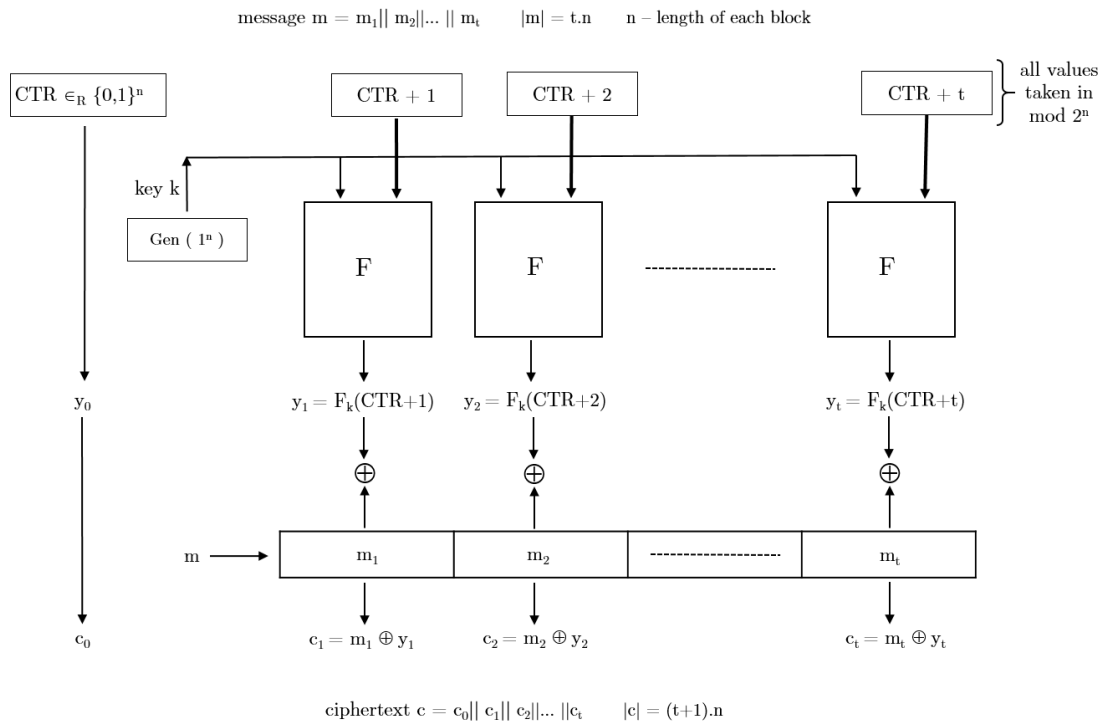 message m = m₁|| m₂||... || mₜ |m| = t.n n – length of each block
CTR ∈ᵣ {0,1}ⁿ
CTR + 1
CTR + 2
CTR + t
all values
taken in
mod 2ⁿ
key k
Gen ( 1ⁿ )
F
F
F
y₀
y₁ = Fₖ(CTR+1)
y₂ = Fₖ(CTR+2)
yₜ = Fₖ(CTR+t)
⊕
⊕
⊕
m
m₁
m₂
mₜ
c₀
c₁ = m₁ ⊕ y₁
c₂ = m₂ ⊕ y₂
cₜ = mₜ ⊕ yₜ
ciphertext c = c₀|| c₁|| c₂||... ||cₜ |c| = (t+1).n